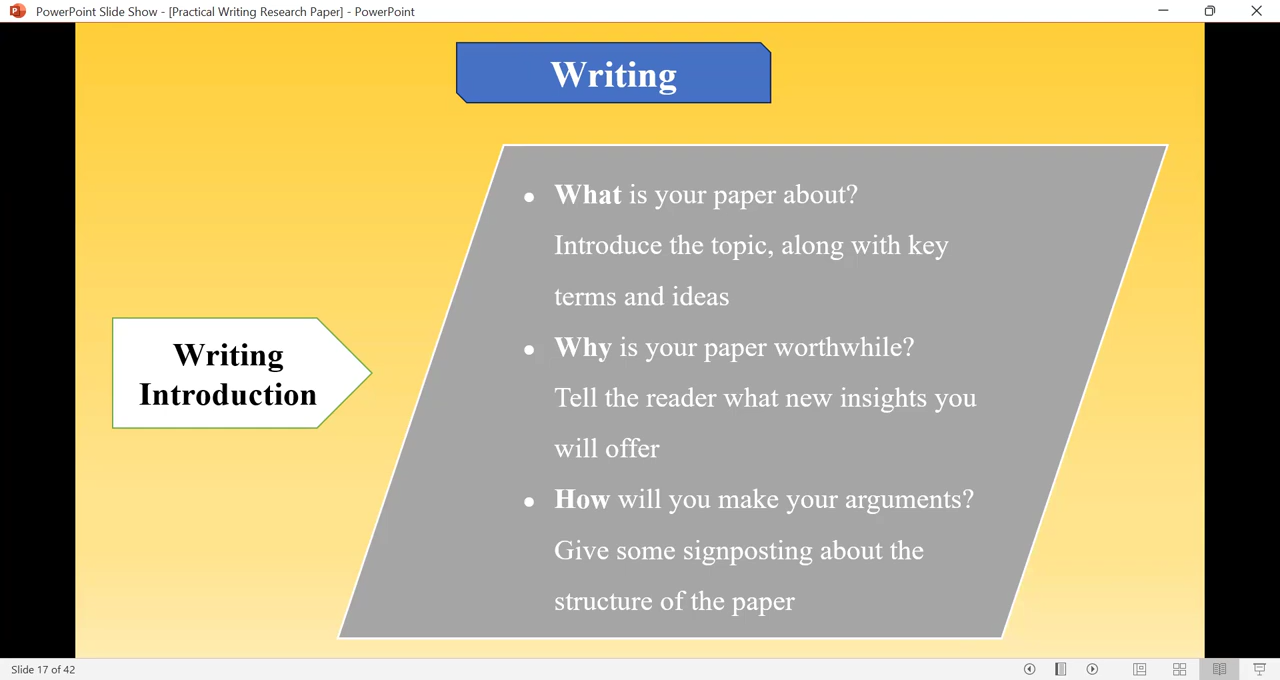 PowerPoint Slide Show - [Practical Writing Research Paper] - PowerPoint
Writing
Writing
Introduction
• What is your paper about?
Introduce the topic, along with key
terms and ideas
• Why is your paper worthwhile?
Tell the reader what new insights you
will offer
• How will you make your arguments?
Give some signposting about the
structure of the paper
Slide 17 of 42